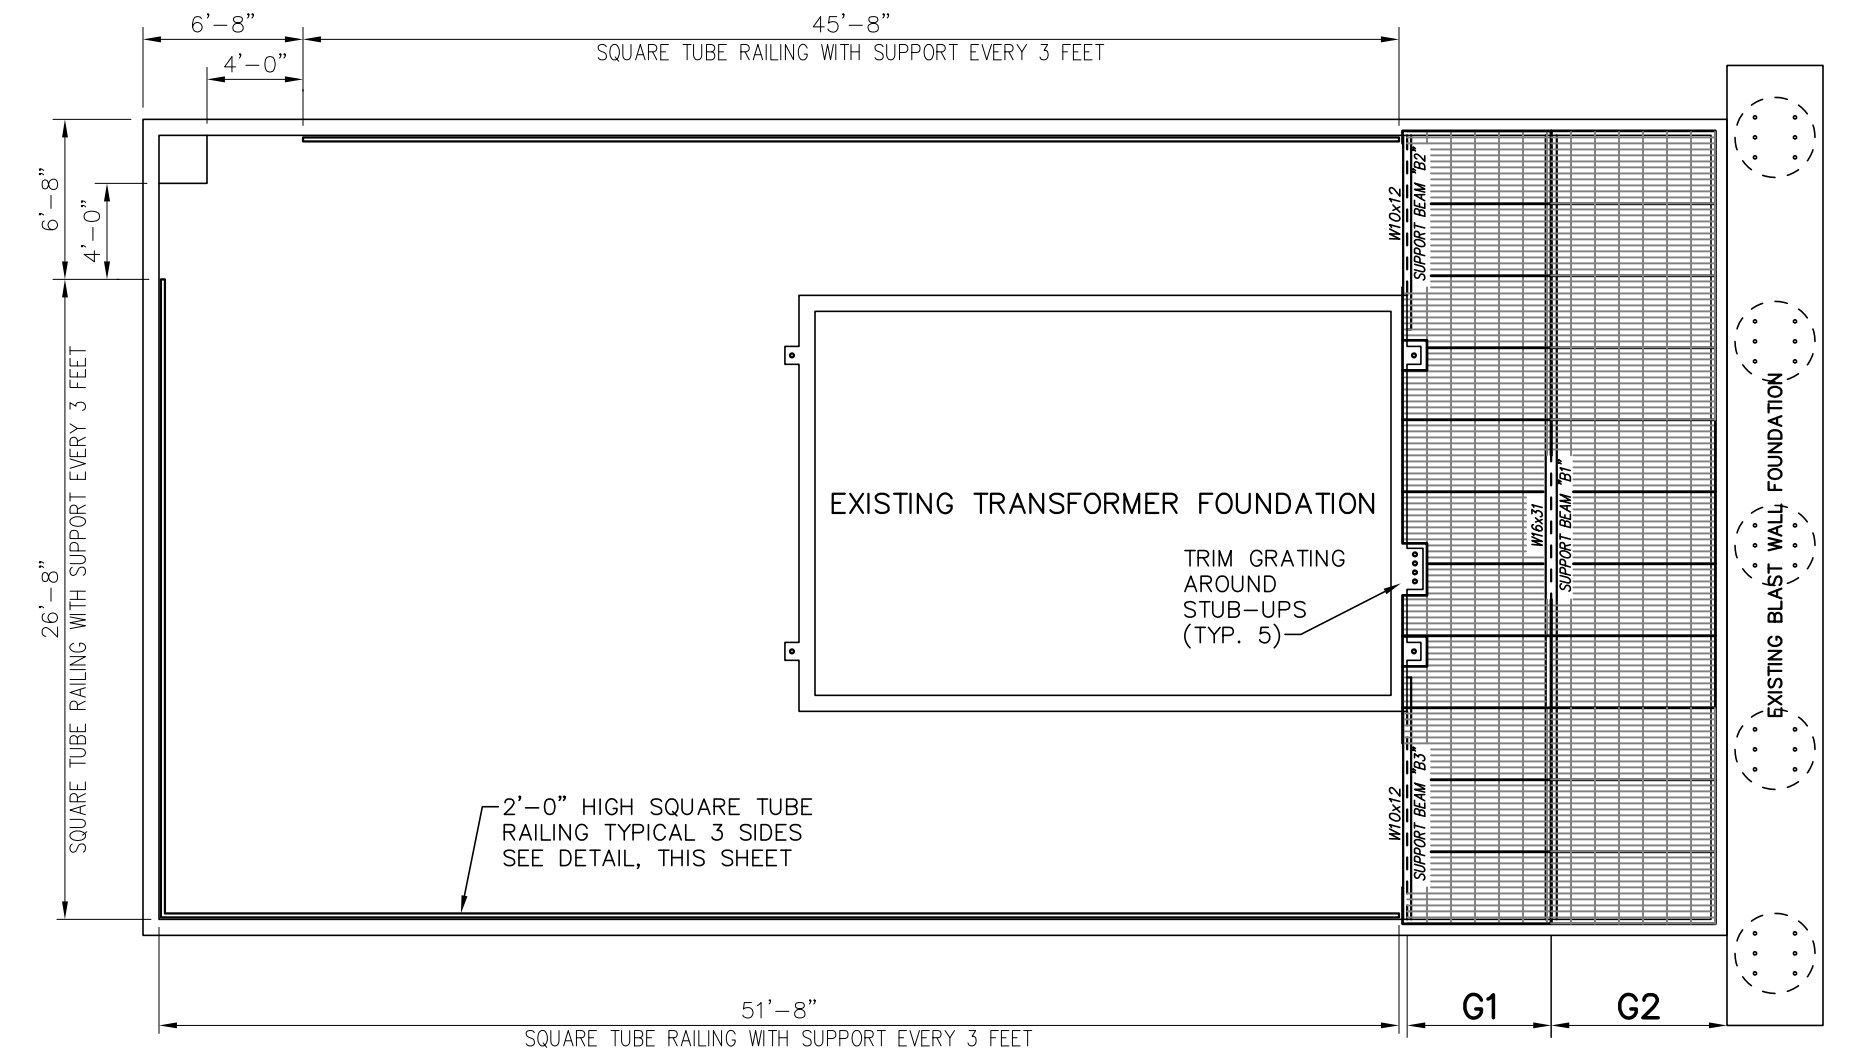 6’-8”
45’-8”
SQUARE TUBE RAILING WITH SUPPORT EVERY 3 FEET
4’-0”
6’-8”
4’-0”
26’-8”
SQUARE TUBE RAILING WITH SUPPORT EVERY 3 FEET
W10x12
SUPPORT BEAM "B2"
EXISTING TRANSFORMER FOUNDATION
TRIM GRATING
AROUND
STUB-UPS
(TYP. 5)
W16x31
SUPPORT BEAM "B1"
EXISTING BLAST WALL FOUNDATION
W10x12
SUPPORT BEAM "B3"
2’-0” HIGH SQUARE TUBE
RAILING TYPICAL 3 SIDES
SEE DETAIL, THIS SHEET
51’-8”
SQUARE TUBE RAILING WITH SUPPORT EVERY 3 FEET
G1
G2